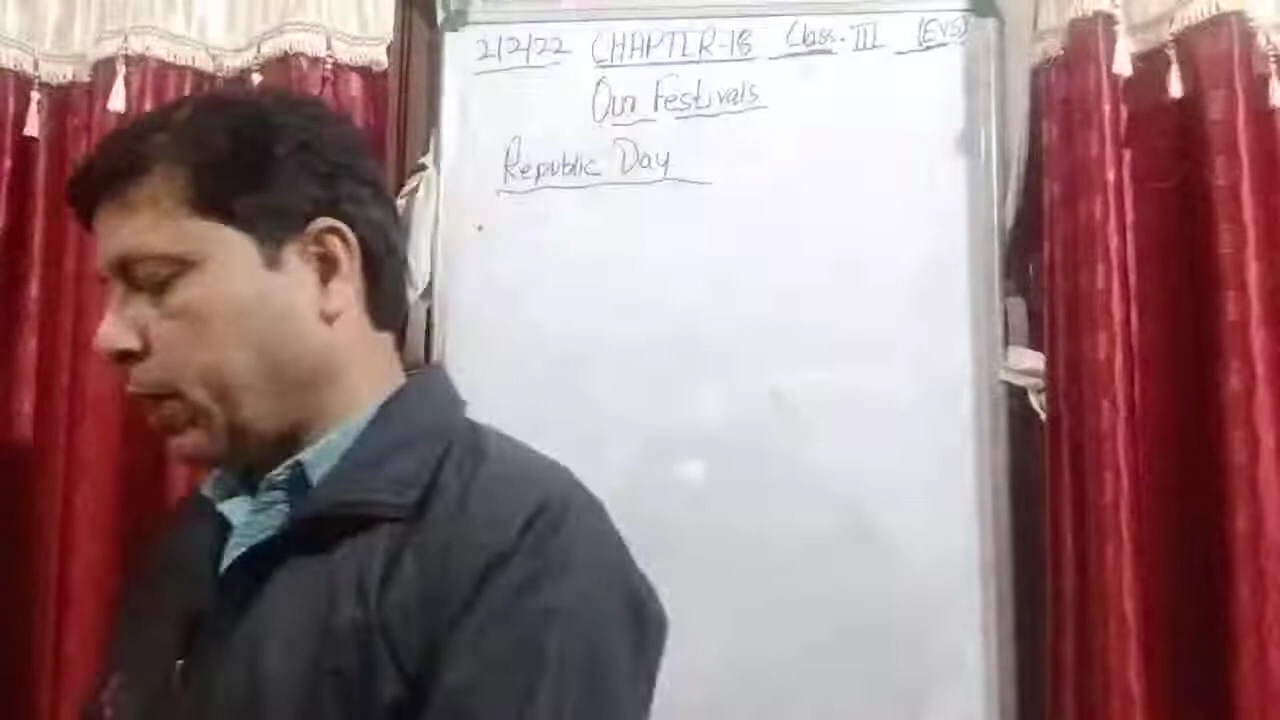 2/2/22 CHAPTER-18 Class-III (EVS)
Our Festivals
Republic Day